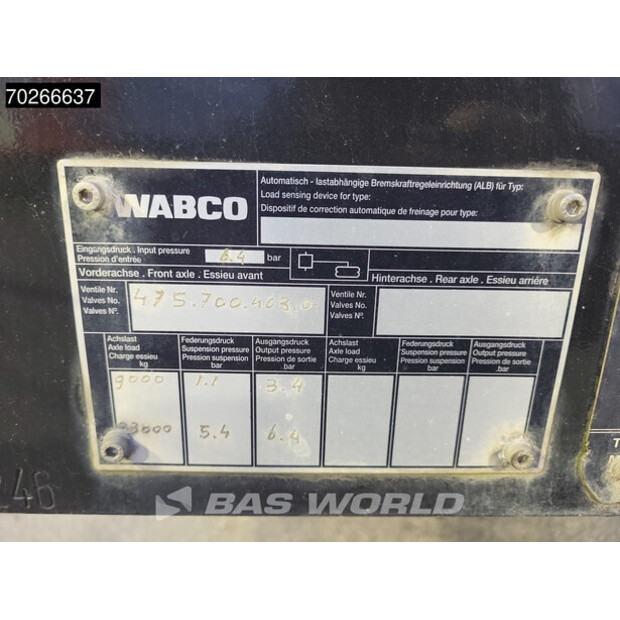 70266637
WABCO
Automatisch - lastabhängige Bremskraftregeleinrichtung (ALB) für Typ:
Load sensing device for type:
Dispositif de correction automatique de freinage pour type:
Eingangsdruck . Input pressure
Pression d'entrée
6.4 bar
Vorderachse . Front axle . Essieu avant
Hinterachse . Rear axle . Essieu arriére
Ventile Nr.
Valves No.
Valves Nº.
475.700.403.0
Ventile Nr.
Valves No.
Valves Nº.
Achslast
Axle load
Charge essieu
kg
Federungsdruck
Suspension pressure
Pression suspension
bar
Ausgangsdruck
Output pressure
Pression de sortie
bar
Achslast
Axle load
Charge essieu
kg
Federungsdruck
Suspension pressure
Pression suspension
bar
Ausgangsdruck
Output pressure
Pression de sortie
bar
9000 1.1 3.4
5.4 6.4
46
BAS WORLD